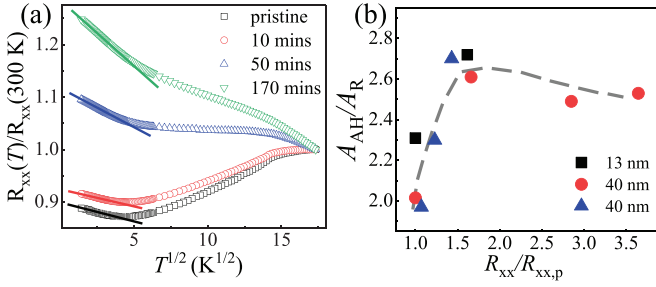 (a)
pristine
10 mins
50 mins
170 mins
R_xx(T)/R_xx(300 K)
1.2
1.1
1.0
0.9
0 5 10 15
T^1/2 (K^1/2)
(b)
A_AH/A_R
2.8
2.6
2.4
2.2
2.0
13 nm
40 nm
40 nm
1.0 1.5 2.0 2.5 3.0 3.5
R_xx/R_xx,p